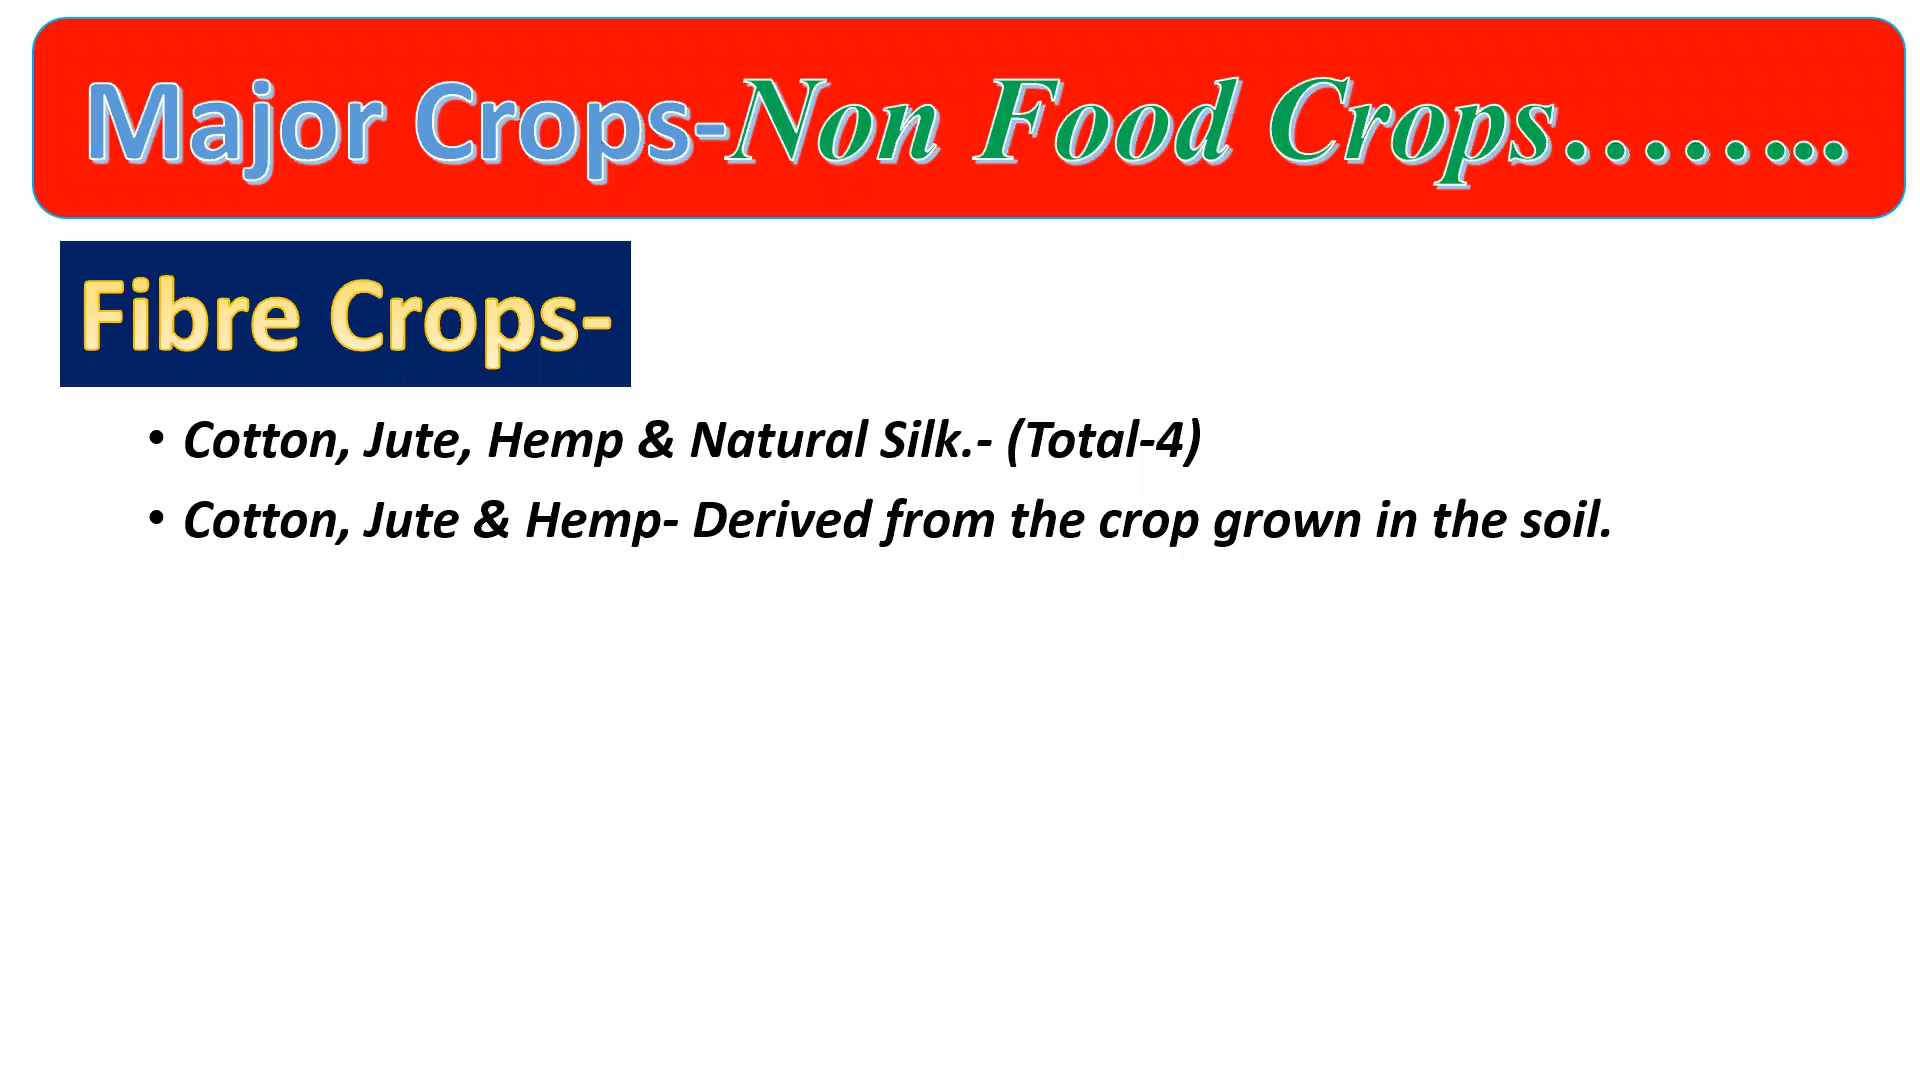 Major Crops-Non Food Crops……..
Fibre Crops-
• Cotton, Jute, Hemp & Natural Silk.- (Total-4)
• Cotton, Jute & Hemp- Derived from the crop grown in the soil.